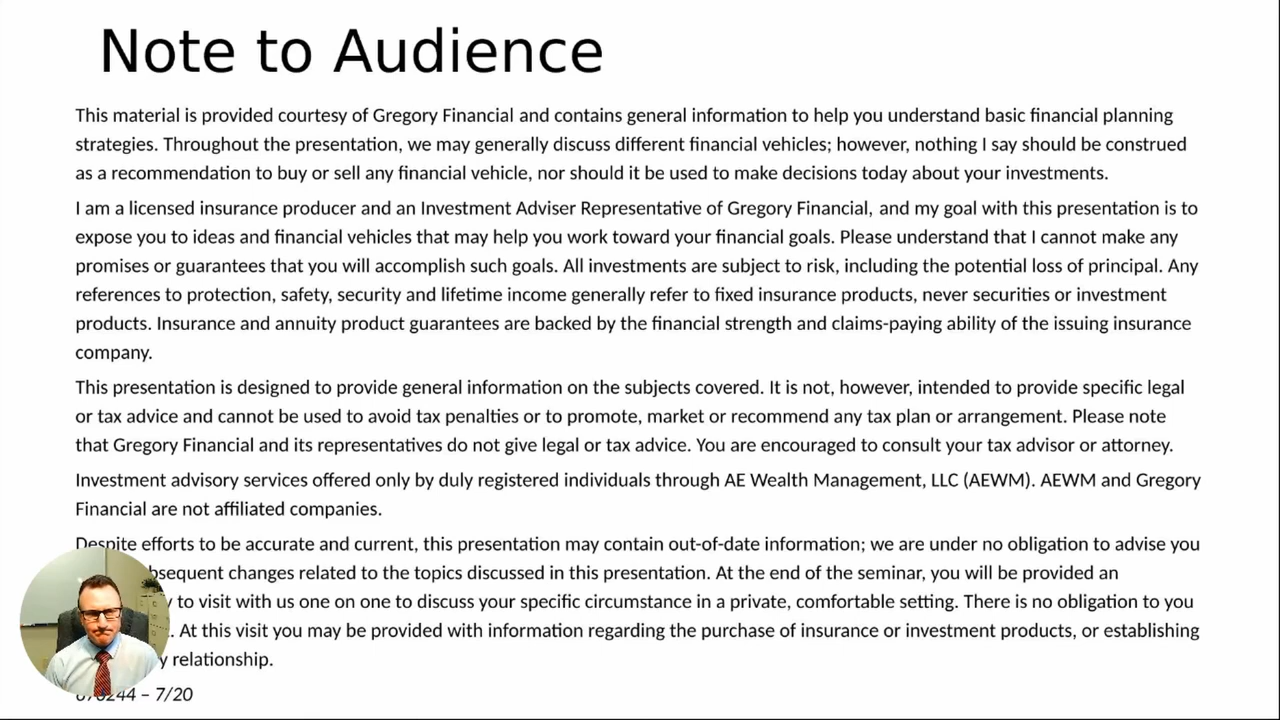 Note to Audience
This material is provided courtesy of Gregory Financial and contains general information to help you understand basic financial planning
strategies. Throughout the presentation, we may generally discuss different financial vehicles; however, nothing I say should be construed
as a recommendation to buy or sell any financial vehicle, nor should it be used to make decisions today about your investments.
I am a licensed insurance producer and an Investment Adviser Representative of Gregory Financial, and my goal with this presentation is to
expose you to ideas and financial vehicles that may help you work toward your financial goals. Please understand that I cannot make any
promises or guarantees that you will accomplish such goals. All investments are subject to risk, including the potential loss of principal. Any
references to protection, safety, security and lifetime income generally refer to fixed insurance products, never securities or investment
products. Insurance and annuity product guarantees are backed by the financial strength and claims-paying ability of the issuing insurance
company.
This presentation is designed to provide general information on the subjects covered. It is not, however, intended to provide specific legal
or tax advice and cannot be used to avoid tax penalties or to promote, market or recommend any tax plan or arrangement. Please note
that Gregory Financial and its representatives do not give legal or tax advice. You are encouraged to consult your tax advisor or attorney.
Investment advisory services offered only by duly registered individuals through AE Wealth Management, LLC (AEWM). AEWM and Gregory
Financial are not affiliated companies.
Despite efforts to be accurate and current, this presentation may contain out-of-date information; we are under no obligation to advise you
changes related to the topics discussed in this presentation. At the end of the seminar, you will be provided an
to visit with us one on one to discuss your specific circumstance in a private, comfortable setting. There is no obligation to you
At this visit you may be provided with information regarding the purchase of insurance or investment products, or establishing
relationship.
– 7/20